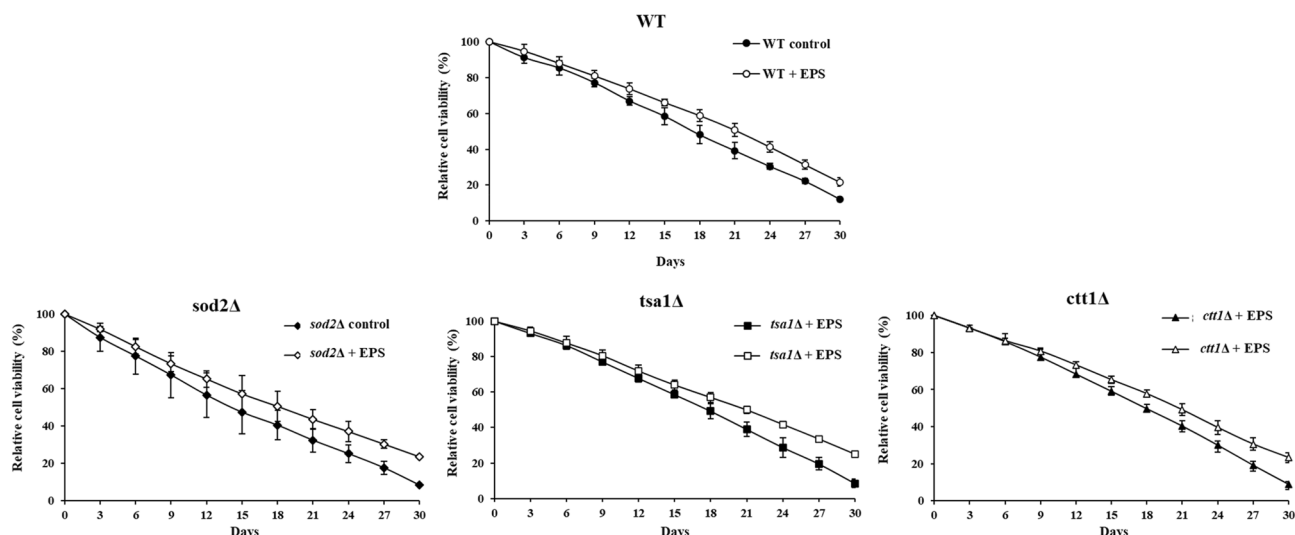 WT
Relative cell viability (%)
100
80
60
40
20
0
WT control
WT + EPS
0 3 6 9 12 15 18 21 24 27 30
Days
sod2Δ
Relative cell viability (%)
100
80
60
40
20
0
sod2Δ control
sod2Δ + EPS
0 3 6 9 12 15 18 21 24 27 30
Days
tsa1Δ
Relative cell viability (%)
100
80
60
40
20
0
tsa1Δ + EPS
tsa1Δ + EPS
0 3 6 9 12 15 18 21 24 27 30
Days
ctt1Δ
Relative cell viability (%)
100
80
60
40
20
0
; ctt1Δ + EPS
ctt1Δ + EPS
0 3 6 9 12 15 18 21 24 27 30
Days